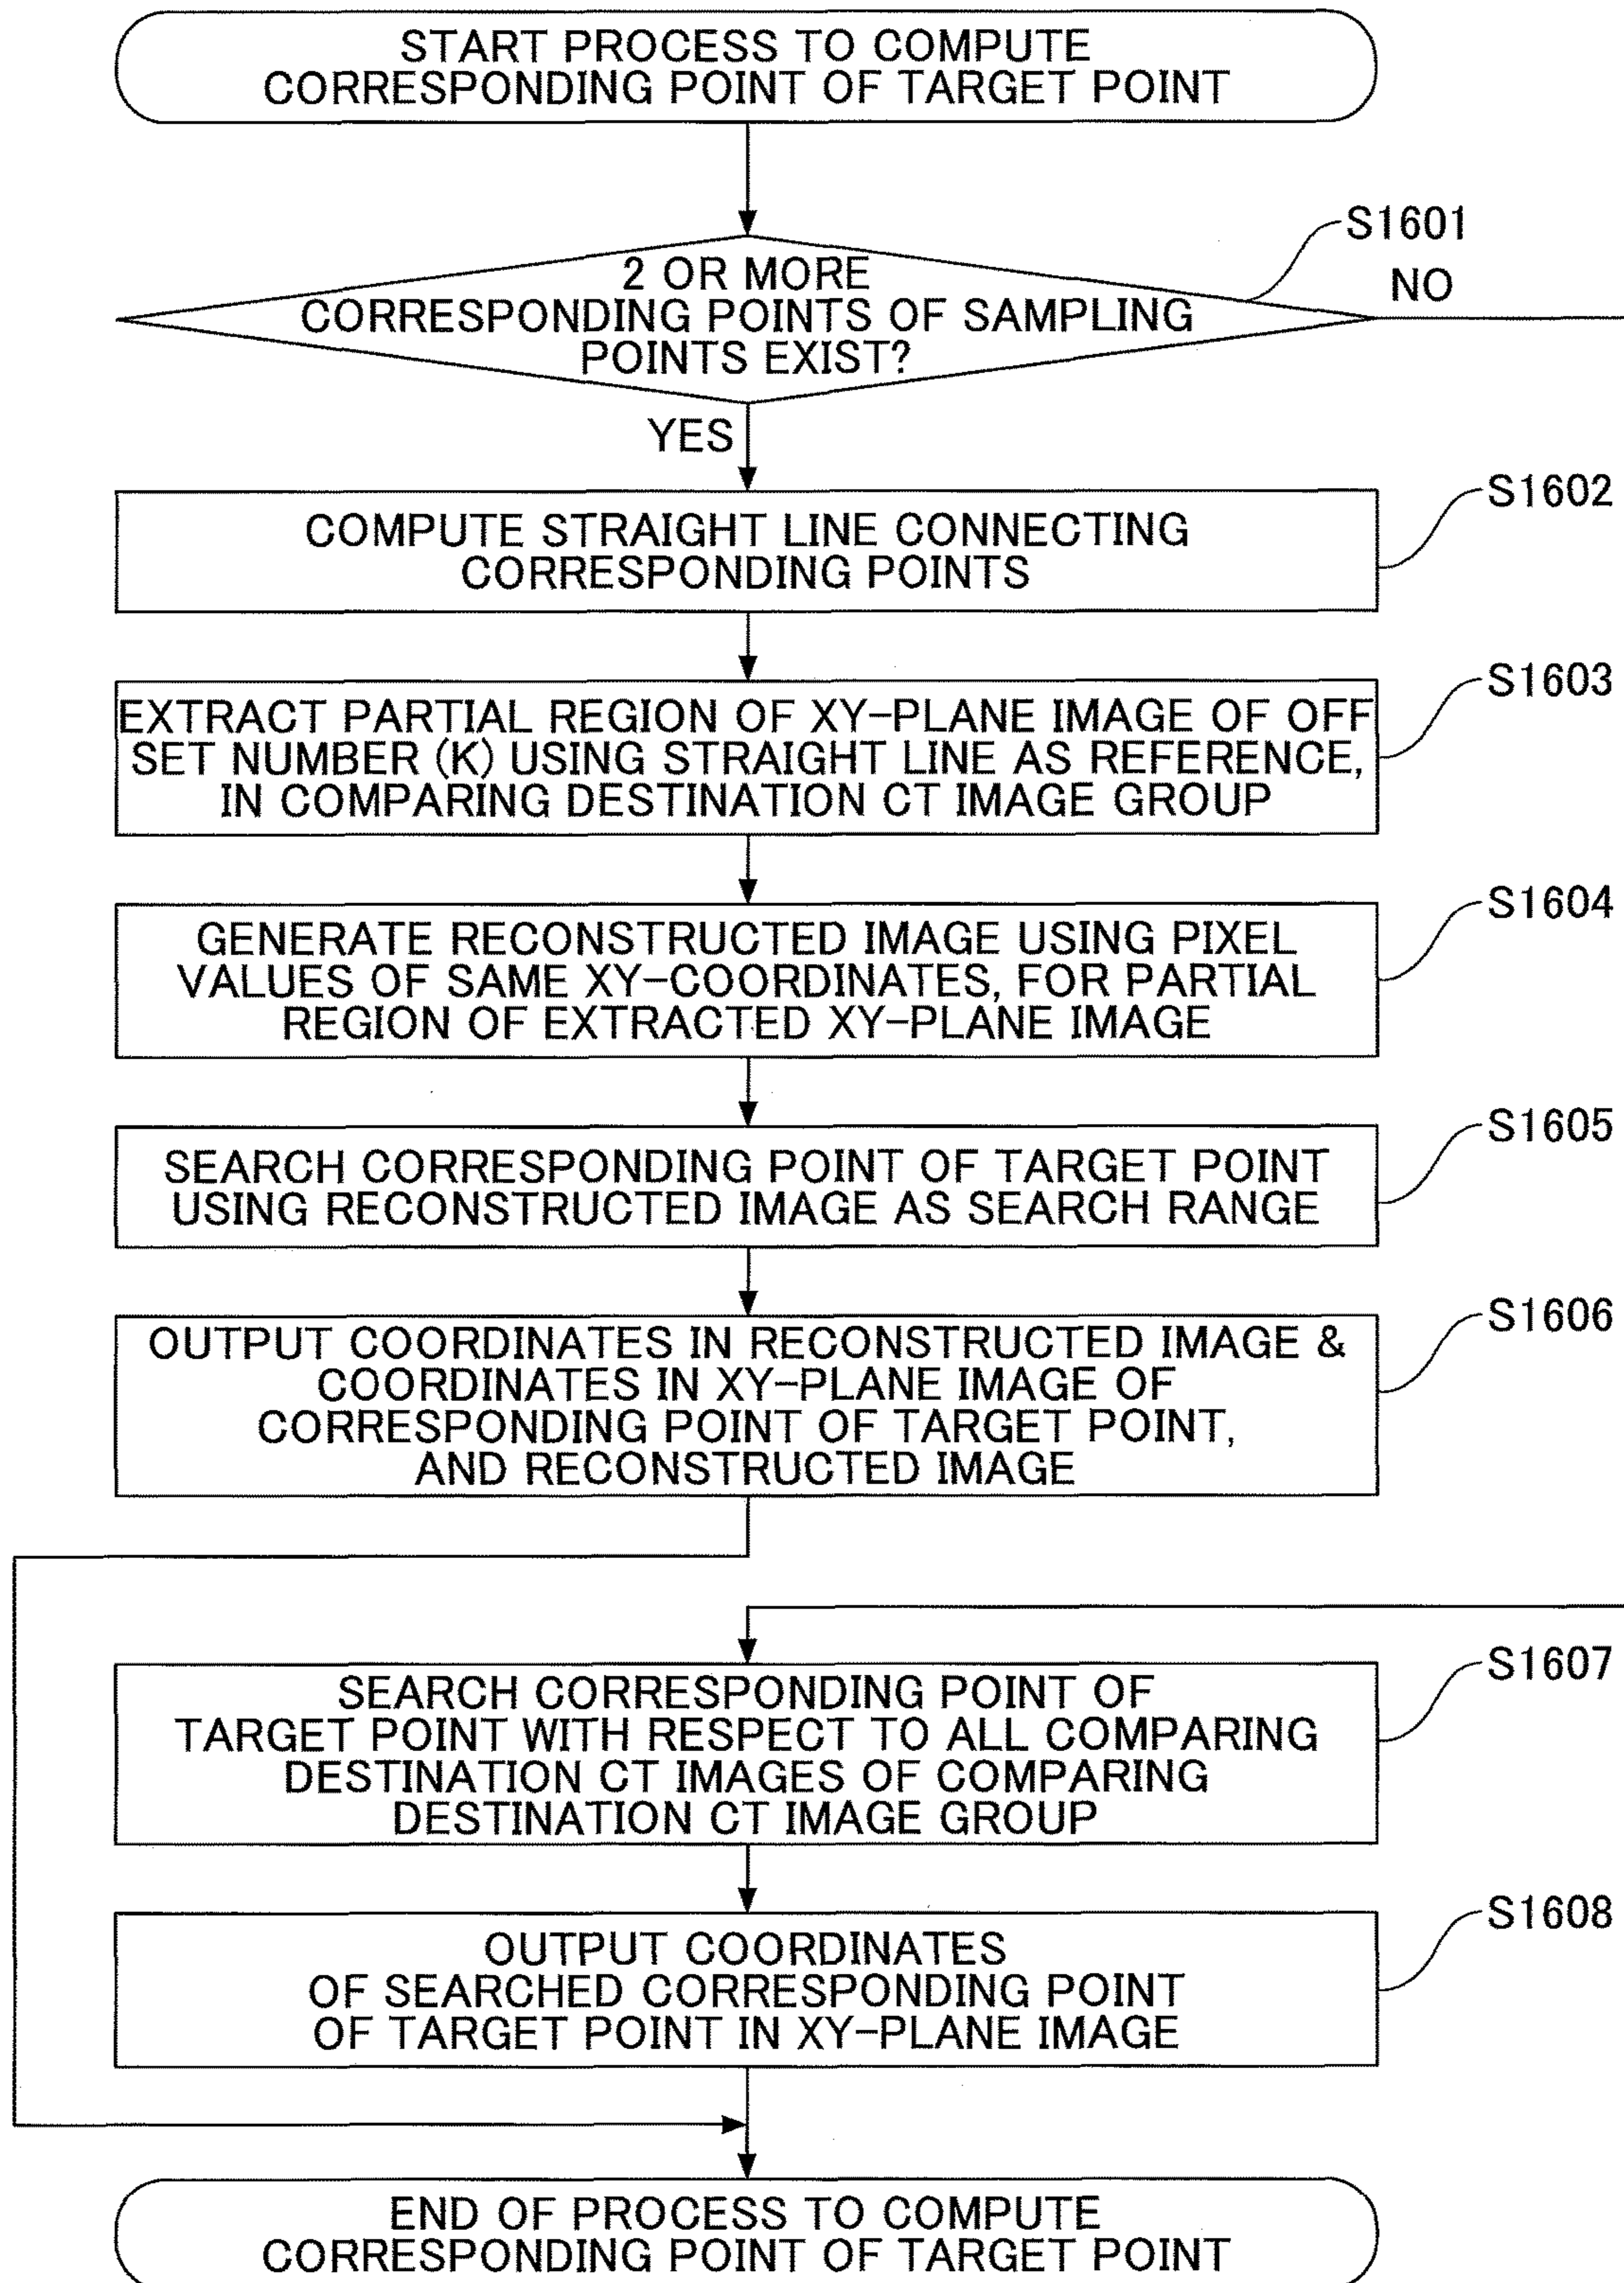 START PROCESS TO COMPUTE
CORRESPONDING POINT OF TARGET POINT
S1601
2 OR MORE
CORRESPONDING POINTS OF SAMPLING
POINTS EXIST?
NO
YES
S1602
COMPUTE STRAIGHT LINE CONNECTING
CORRESPONDING POINTS
S1603
EXTRACT PARTIAL REGION OF XY-PLANE IMAGE OF OFF
SET NUMBER (K) USING STRAIGHT LINE AS REFERENCE,
IN COMPARING DESTINATION CT IMAGE GROUP
S1604
GENERATE RECONSTRUCTED IMAGE USING PIXEL
VALUES OF SAME XY-COORDINATES, FOR PARTIAL
REGION OF EXTRACTED XY-PLANE IMAGE
S1605
SEARCH CORRESPONDING POINT OF TARGET POINT
USING RECONSTRUCTED IMAGE AS SEARCH RANGE
S1606
OUTPUT COORDINATES IN RECONSTRUCTED IMAGE &
COORDINATES IN XY-PLANE IMAGE OF
CORRESPONDING POINT OF TARGET POINT,
AND RECONSTRUCTED IMAGE
S1607
SEARCH CORRESPONDING POINT OF
TARGET POINT WITH RESPECT TO ALL COMPARING
DESTINATION CT IMAGES OF COMPARING
DESTINATION CT IMAGE GROUP
S1608
OUTPUT COORDINATES
OF SEARCHED CORRESPONDING POINT
OF TARGET POINT IN XY-PLANE IMAGE
END OF PROCESS TO COMPUTE
CORRESPONDING POINT OF TARGET POINT